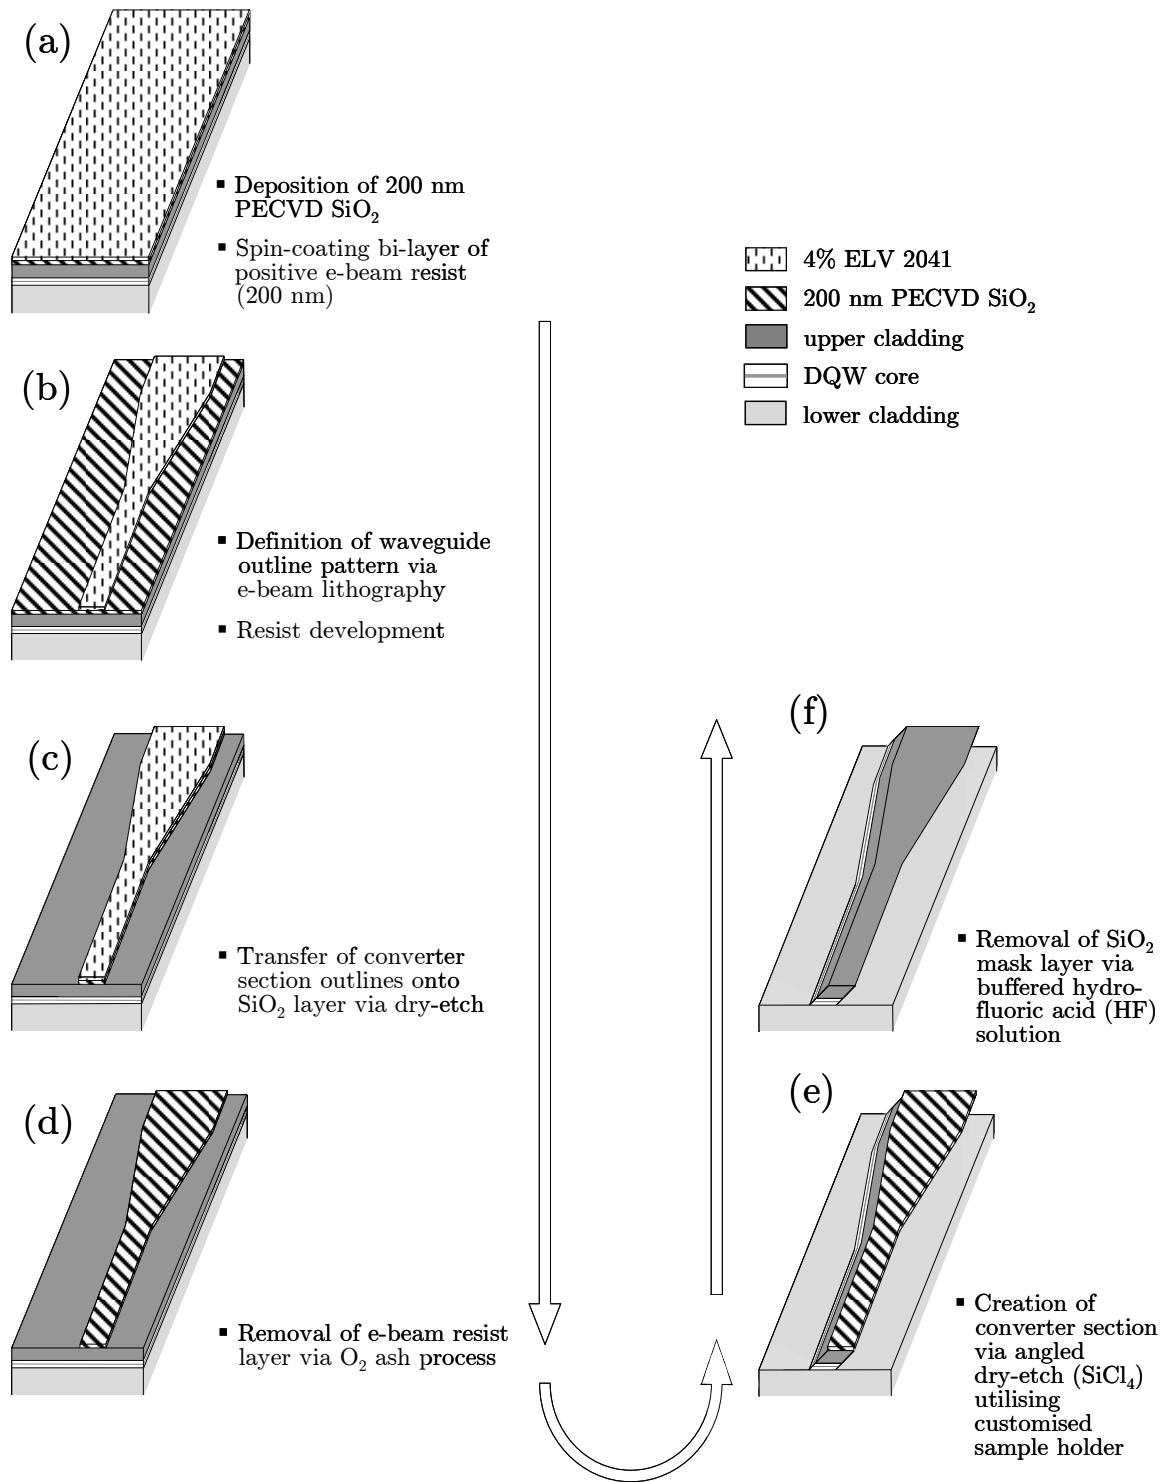 (a)
▪ Deposition of 200 nm
PECVD SiO₂
▪ Spin-coating bi-layer of
positive e-beam resist
(200 nm)
4% ELV 2041
200 nm PECVD SiO₂
upper cladding
DQW core
lower cladding
(b)
▪ Definition of waveguide
outline pattern via
e-beam lithography
▪ Resist development
(c)
▪ Transfer of converter
section outlines onto
SiO₂ layer via dry-etch
(d)
▪ Removal of e-beam resist
layer via O₂ ash process
(f)
▪ Removal of SiO₂
mask layer via
buffered hydro-
fluoric acid (HF)
solution
(e)
▪ Creation of
converter section
via angled
dry-etch (SiCl₄)
utilising
customised
sample holder